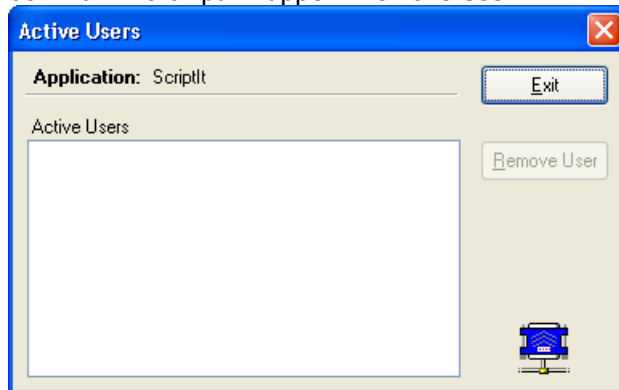 Active Users
Application: ScriptIt
Exit
Active Users
Remove User